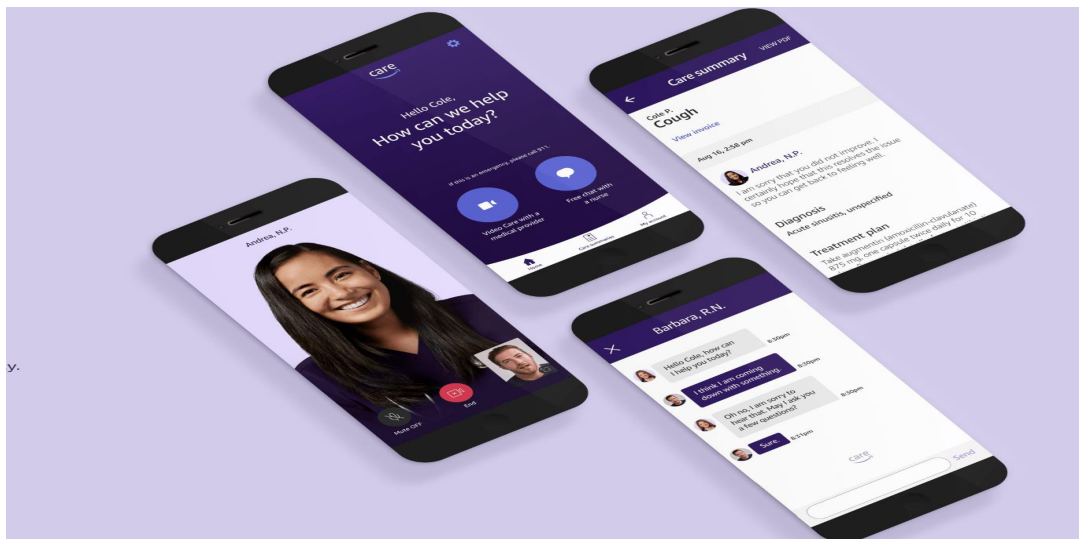 y.
Andrea, N.P.
Mute OFF
End
care
Hello Cole,
How can we help
you today?
If this is an emergency, please call 911.
Video Care with a
medical provider
Free chat with
a nurse
Home
Care summaries
My account
Care summary
VIEW PDF
Cole P.
Cough
View invoice
Aug 16, 2:58 pm
Andrea, N.P.
I am sorry that you did not improve. I
certainly hope that this resolves the issue
so you can get back to feeling well.
Diagnosis
Acute sinusitis, unspecified
Treatment plan
Take augmentin (amoxicillin-clavulanate)
875 mg, one capsule twice daily for 10
Barbara, R.N.
Hello Cole, how can
I help you today?
8:30pm
I think I am coming
down with something.
8:30pm
Oh no, I am sorry to
hear that. May I ask you
a few questions?
8:30pm
Sure.
8:31pm
care
Send